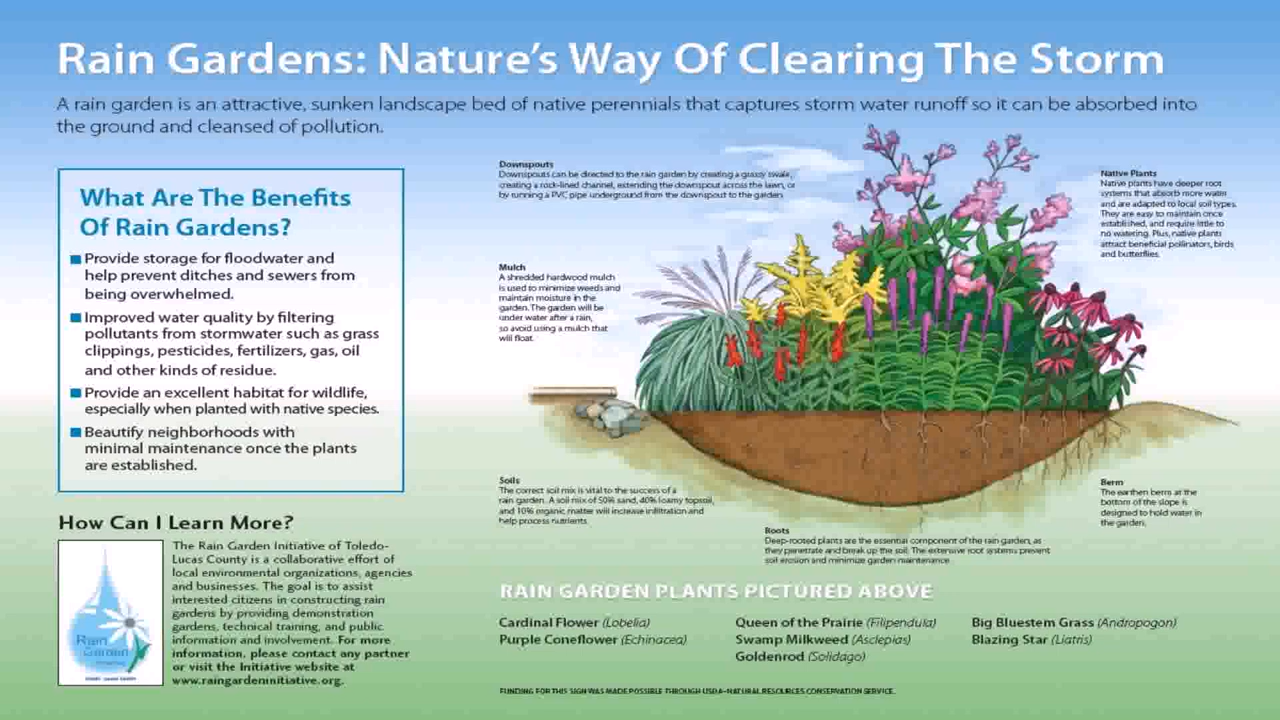 Rain Gardens: Nature's Way Of Clearing The Storm
A rain garden is an attractive, sunken landscape bed of native perennials that captures storm water runoff so it can be absorbed into
the ground and cleansed of pollution.
What Are The Benefits
Of Rain Gardens?
Provide storage for floodwater and
help prevent ditches and sewers from
being overwhelmed.
Improved water quality by filtering
pollutants from stormwater such as grass
clippings, pesticides, fertilizers, gas, oil
and other kinds of residue.
Provide an excellent habitat for wildlife,
especially when planted with native species.
Beautify neighborhoods with
minimal maintenance once the plants
are established.
How Can I Learn More?
Rain
Garden
The Rain Garden Initiative of Toledo-
Lucas County is a collaborative effort of
local environmental organizations, agencies
and businesses. The goal is to assist
interested citizens in constructing rain
gardens by providing demonstration
gardens, technical training, and public
information and involvement. For more
information, please contact any partner
or visit the Initiative website at
www.raingardeninitiative.org.
Downspouts
Downspouts can be directed to the rain garden by creating a grassy swale,
creating a rock-lined channel, extending the downspout across the lawn, or
by running a PVC pipe underground from the downspout to the garden.
Mulch
A shredded hardwood mulch
is used to minimize weeds and
maintain moisture in the
garden. The garden will be
under water after a rain,
so avoid using a mulch that
will float.
Native Plants
Native plants have deeper root
systems that absorb more water
and are adapted to local soil types.
They are easy to maintain once
established, and require little to
no watering. Plus, native plants
attract beneficial pollinators, birds
and butterflies.
Soils
The correct soil mix is vital to the success of a
rain garden. A soil mix of 50% sand, 40% loamy topsoil,
and 10% organic matter will increase infiltration and
help process nutrients.
Roots
Deep-rooted plants are the essential component of the rain garden, as
they penetrate and break up the soil. The extensive root systems prevent
soil erosion and minimize garden maintenance.
Berm
The earthen berm at the
bottom of the slope is
designed to hold water in
the garden.
RAIN GARDEN PLANTS PICTURED ABOVE
Cardinal Flower (Lobelia)
Purple Coneflower (Echinacea)
Queen of the Prairie (Filipendula)
Swamp Milkweed (Asclepias)
Goldenrod (Solidago)
Big Bluestem Grass (Andropogon)
Blazing Star (Liatris)
FUNDING FOR THIS SIGN WAS MADE POSSIBLE THROUGH USDA-NATURAL RESOURCES CONSERVATION SERVICE.